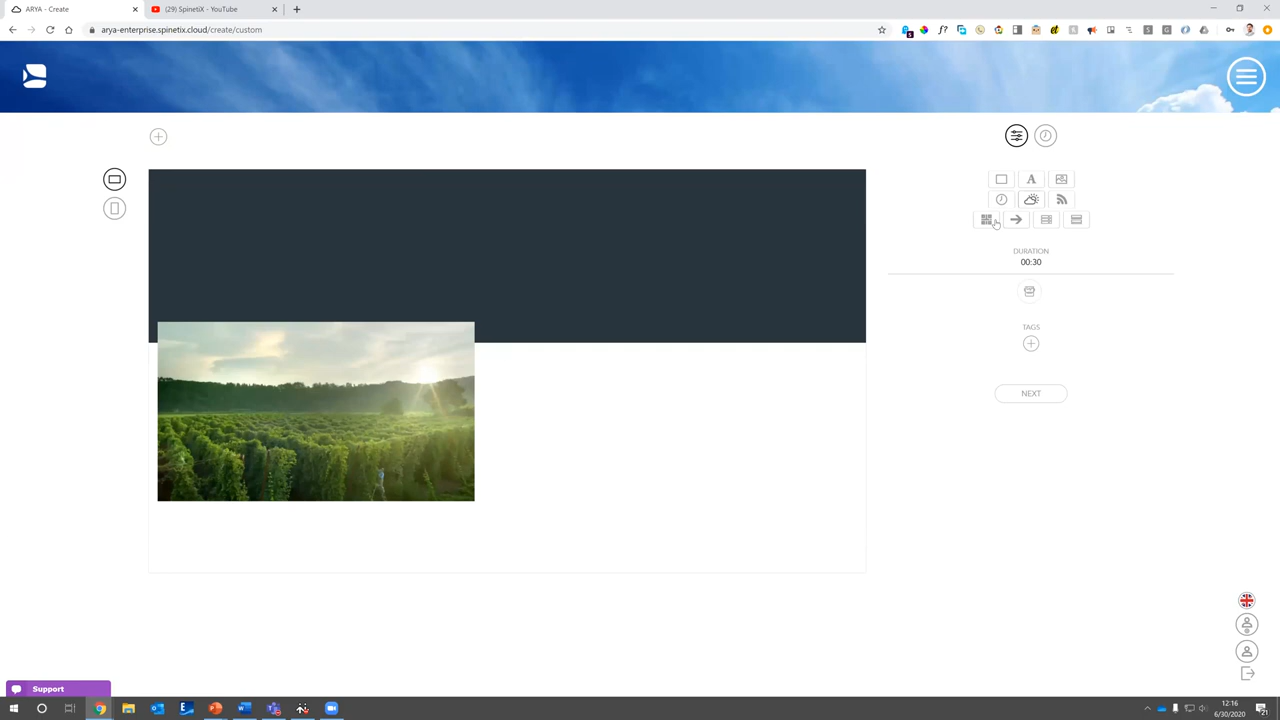 ARYA - Create
(29) SpinetiX - YouTube
arya-enterprise.spinetix.cloud/create/custom
A
DURATION
00:30
TAGS
NEXT
Support
12:16
6/30/2020